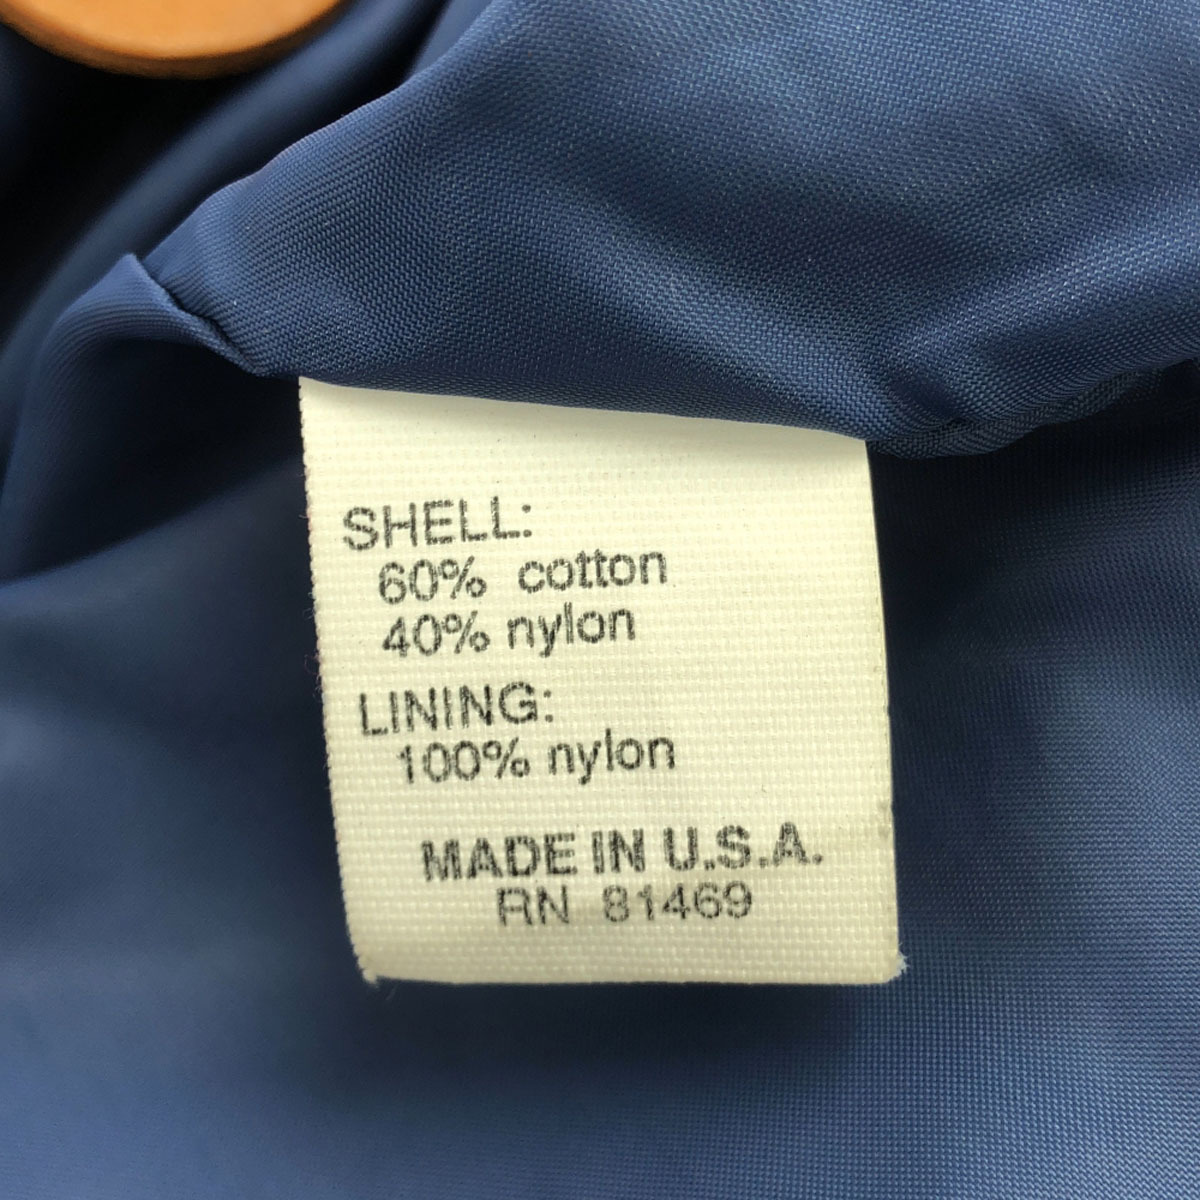 SHELL:
60% cotton
40% nylon
LINING:
100% nylon
MADE IN U.S.A.
RN 81469